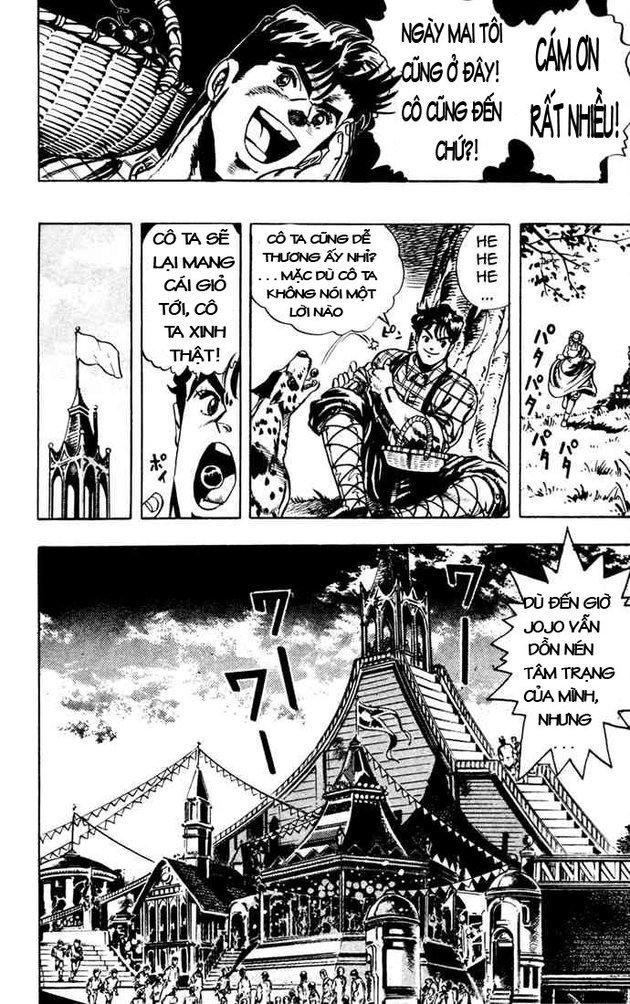 CÁM ƠN
RẤT NHIỀU!
NGÀY MAI TÔI
CŨNG Ở ĐÂY!
CÔ CŨNG ĐẾN
CHỨ?!
パタパタ
パタ
パタ
HE
HE
HE
...
CÔ TA CŨNG DỄ
THƯƠNG ẤY NHỈ?
...MẶC DÙ CÔ TA
KHÔNG NÓI MỘT
LỜI NÀO
CÔ TA SẼ
LẠI MANG
CÁI GIỎ
TỚI, CÔ
TA XINH
THẬT!
ポイ
DÙ ĐẾN GIỜ
JOJO VẪN
DỒN NÉN
TÂM TRẠNG
CỦA MÌNH,
NHƯNG
...
ワー
ワー
ワー